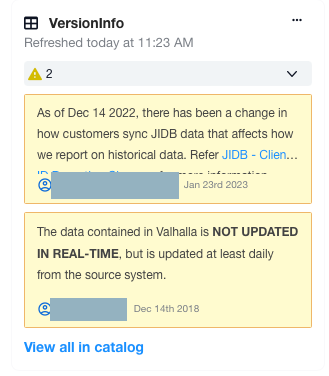 VersionInfo
Refreshed today at 11:23 AM
2
As of Dec 14 2022, there has been a change in
how customers sync JIDB data that affects how
we report on historical data. Refer JIDB - Clien...
Jan 23rd 2023
The data contained in Valhalla is NOT UPDATED
IN REAL-TIME, but is updated at least daily
from the source system.
Dec 14th 2018
View all in catalog